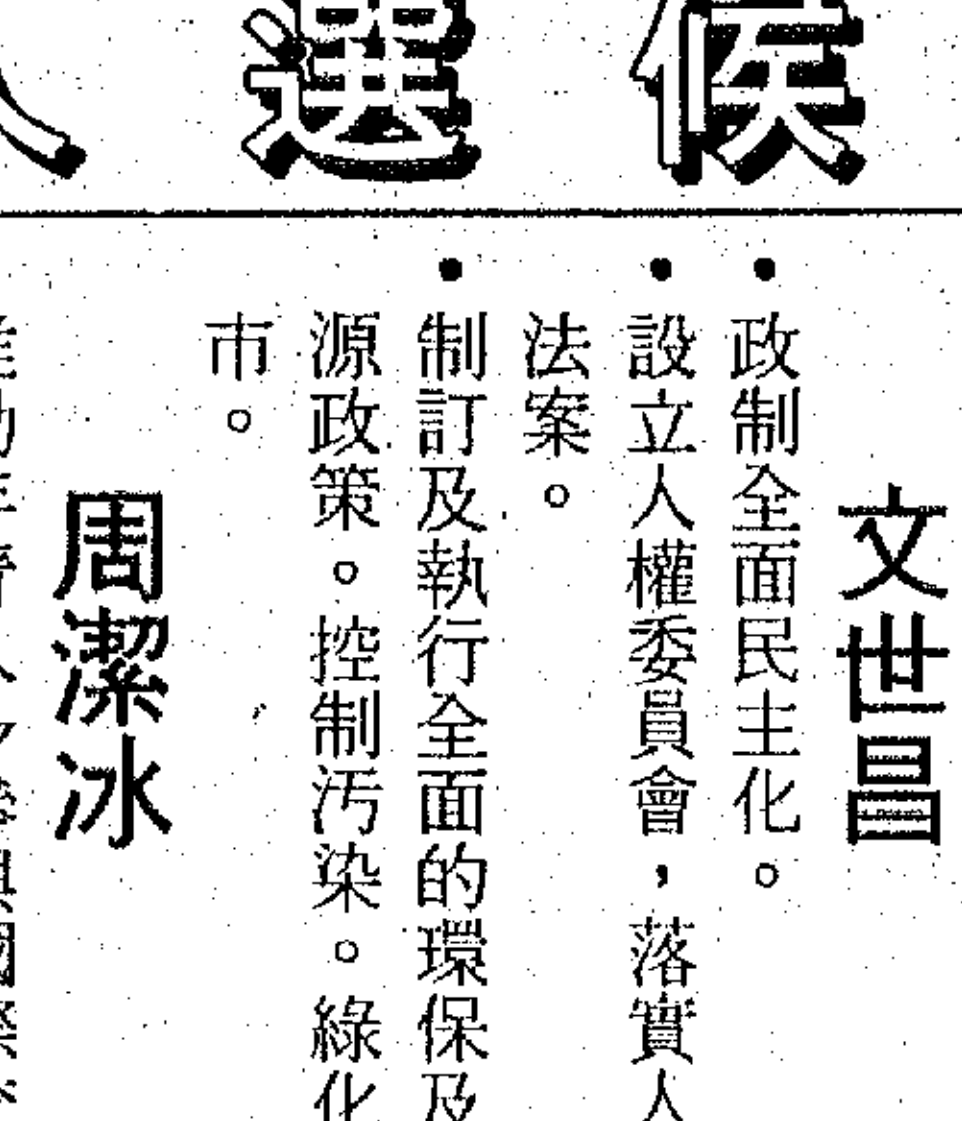 候選人
文世昌
・政制全面民主化。
・設立人權委員會，落實人
法案。
・制訂及執行全面的環保及
源政策。控制污染。綠化
市。
周潔冰